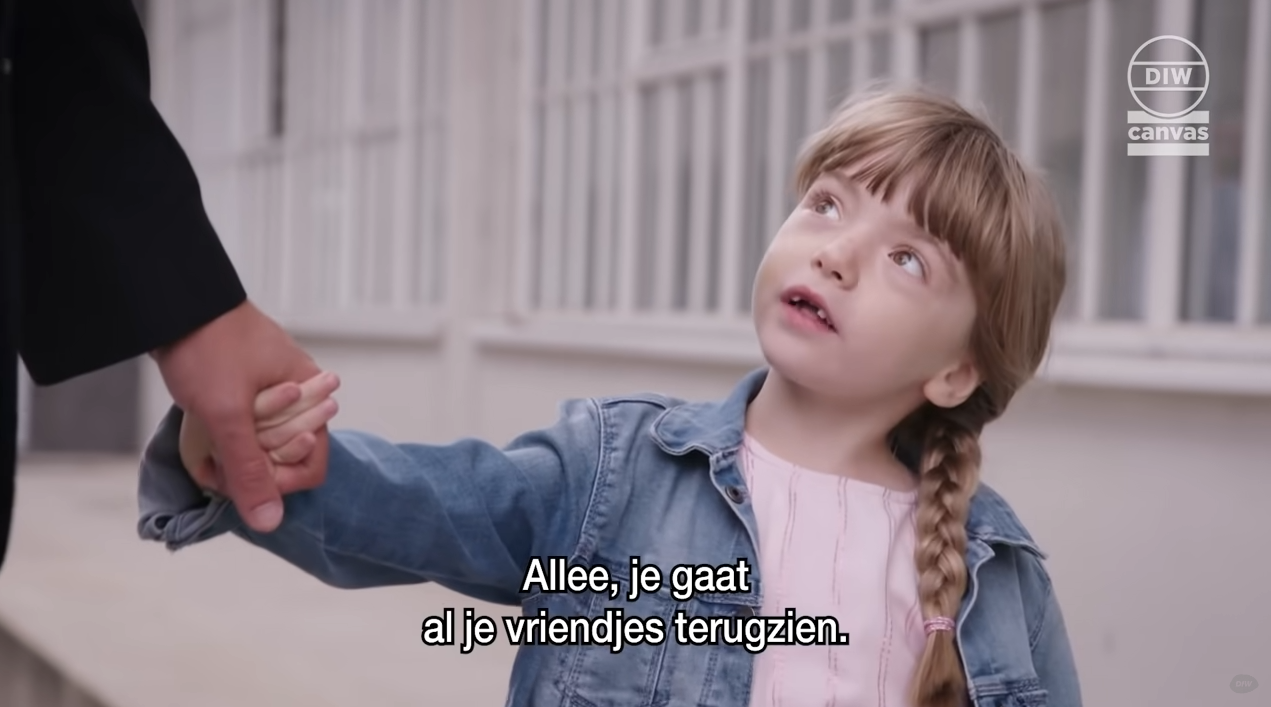 DIW
canvas
Allee, je gaat
al je vriendjes terugzien.